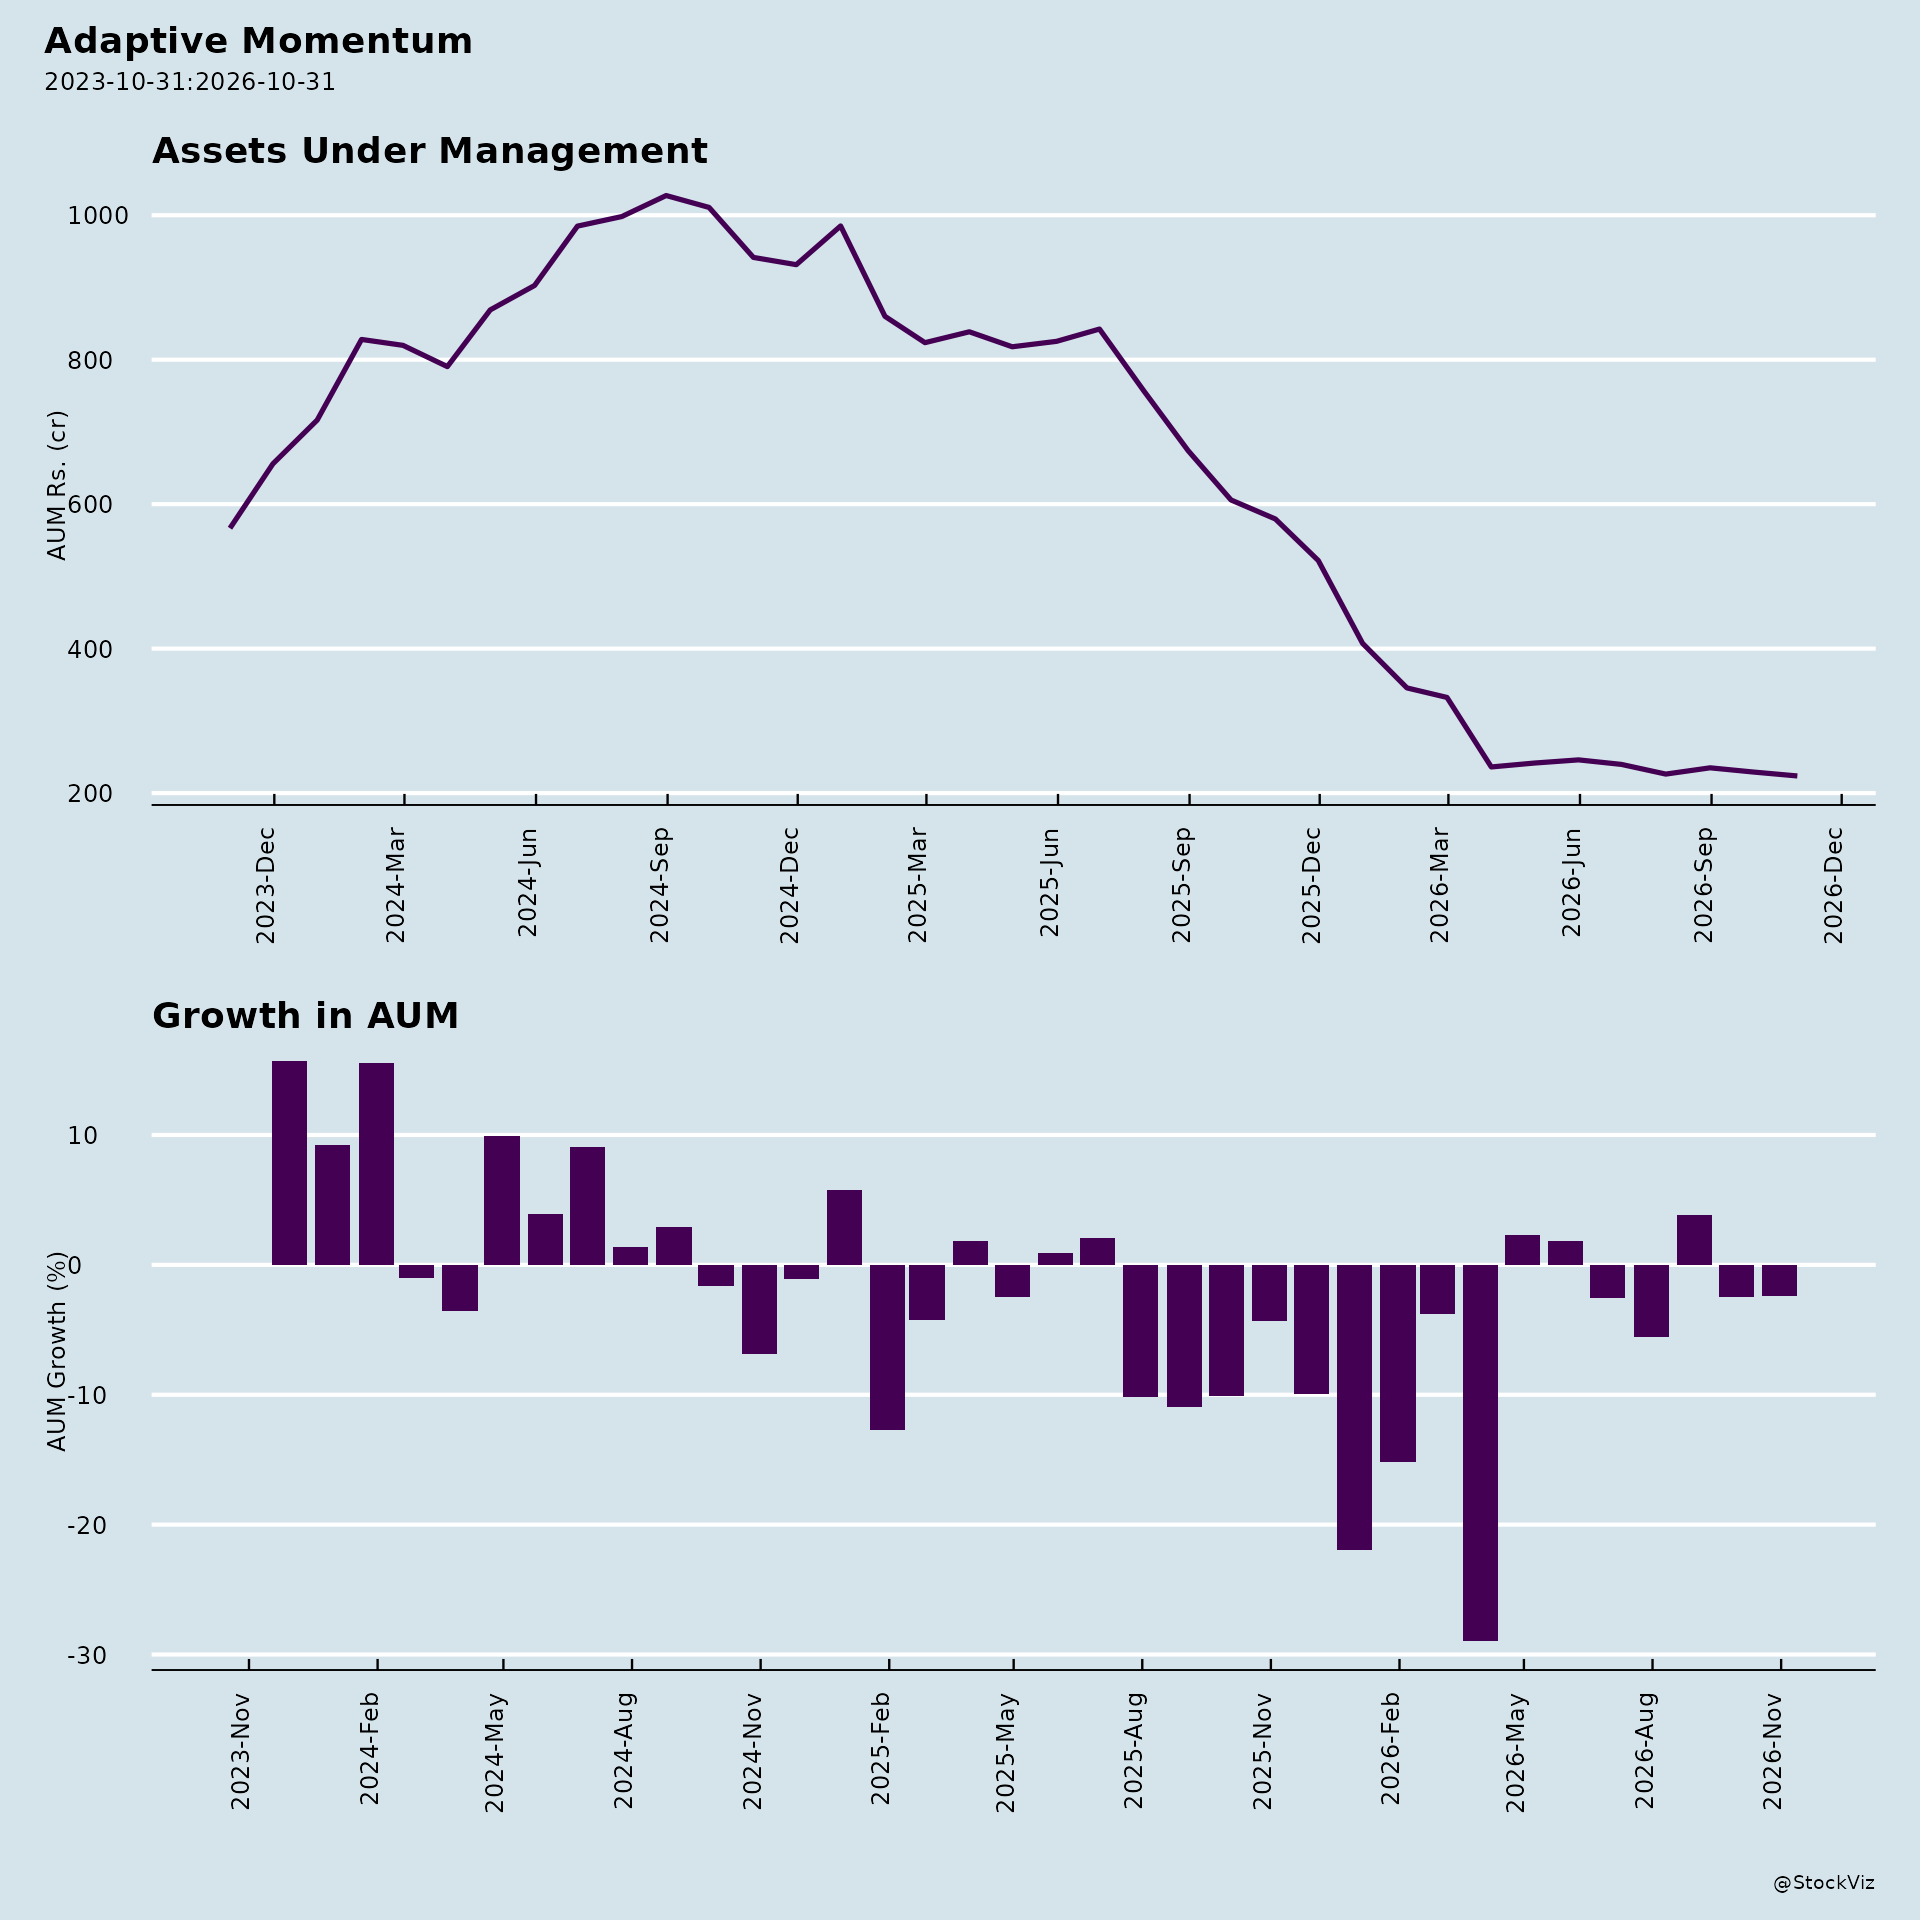 Adaptive Momentum
2023-10-31:2026-10-31
Assets Under Management
AUM Rs. (cr)
1000
800
600
400
200
2023-Dec
2024-Mar
2024-Jun
2024-Sep
2024-Dec
2025-Mar
2025-Jun
2025-Sep
2025-Dec
2026-Mar
2026-Jun
2026-Sep
2026-Dec
Growth in AUM
AUM Growth (%)
10
0
-10
-20
-30
2023-Nov
2024-Feb
2024-May
2024-Aug
2024-Nov
2025-Feb
2025-May
2025-Aug
2025-Nov
2026-Feb
2026-May
2026-Aug
2026-Nov
@StockViz